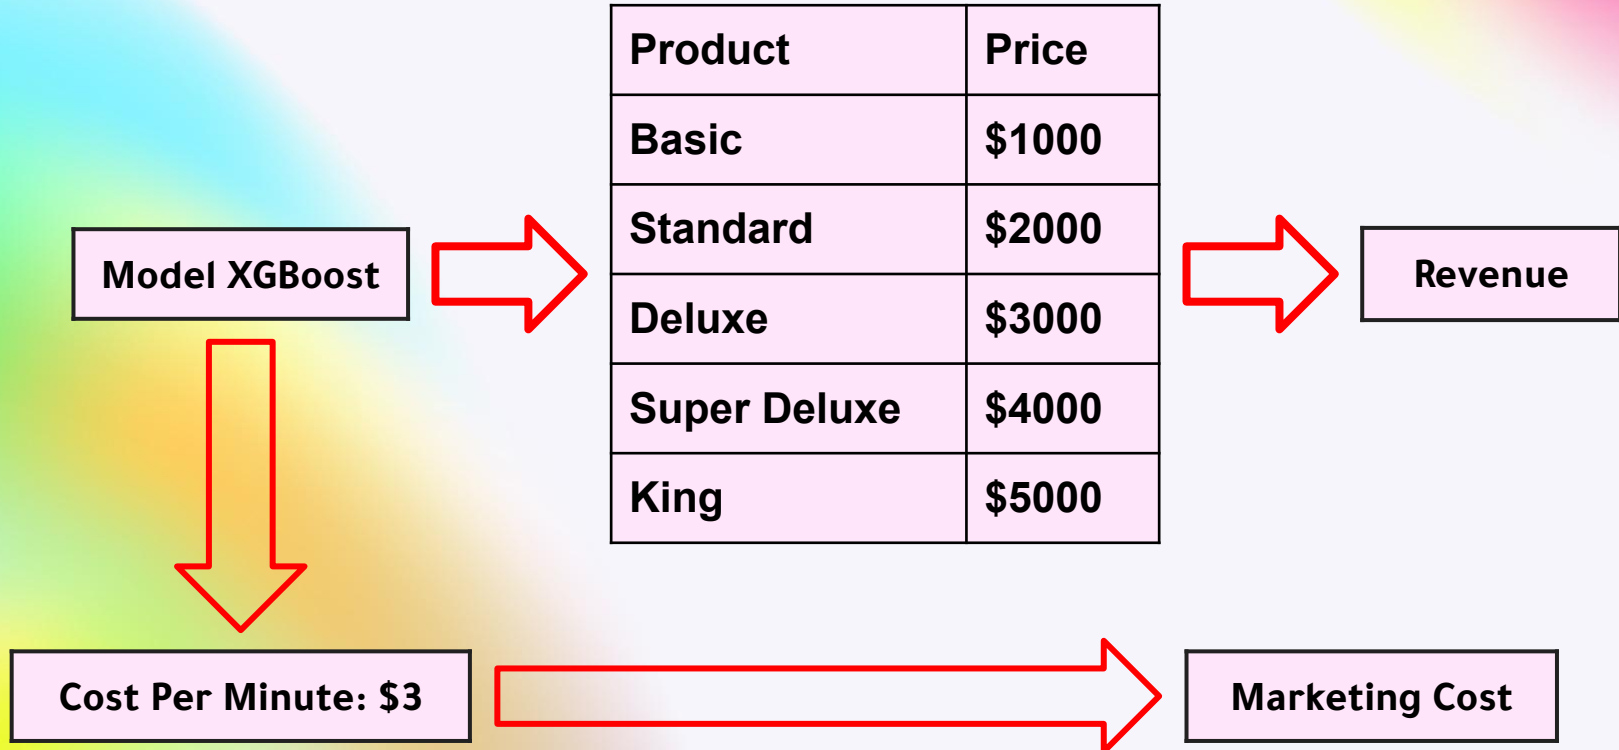 Product Price
Basic $1000
Standard $2000
Deluxe $3000
Super Deluxe $4000
King $5000
Model XGBoost
Revenue
Cost Per Minute: $3
Marketing Cost